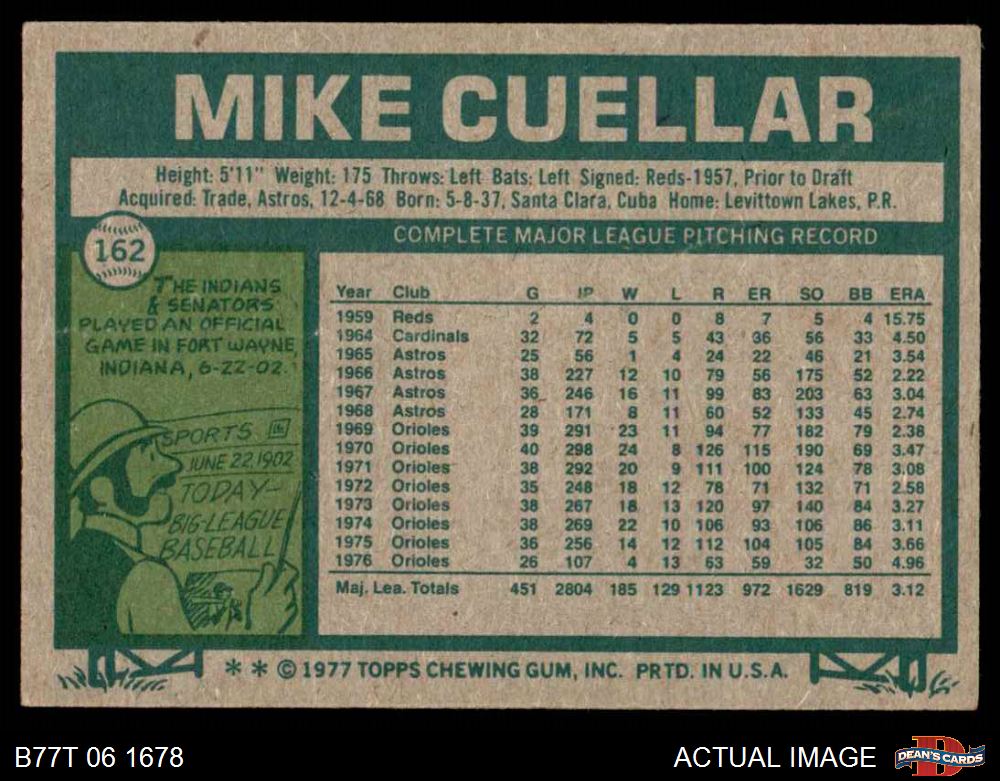 MIKE CUELLAR
Height: 5'11" Weight: 175 Throws: Left Bats: Left Signed: Reds-1957, Prior to Draft
Acquired: Trade, Astros, 12-4-68 Born: 5-8-37, Santa Clara, Cuba Home: Levittown Lakes, P.R.
162
COMPLETE MAJOR LEAGUE PITCHING RECORD
THE INDIANS
& SENATORS
PLAYED AN OFFICIAL
GAME IN FORT WAYNE,
INDIANA, 6-22-02.
SPORTS 16
JUNE 22, 1902
TODAY-
BIG-LEAGUE
BASEBALL
Year Club G IP W L R ER SO BB ERA
1959 Reds 2 4 0 0 8 7 5 4 15.75
1964 Cardinals 32 72 5 5 43 36 56 33 4.50
1965 Astros 25 56 1 4 24 22 46 21 3.54
1966 Astros 38 227 12 10 79 56 175 52 2.22
1967 Astros 36 246 16 11 99 83 203 63 3.04
1968 Astros 28 171 8 11 60 52 133 45 2.74
1969 Orioles 39 291 23 11 94 77 182 79 2.38
1970 Orioles 40 298 24 8 126 115 190 69 3.47
1971 Orioles 38 292 20 9 111 100 124 78 3.08
1972 Orioles 35 248 18 12 78 71 132 71 2.58
1973 Orioles 38 267 18 13 120 97 140 84 3.27
1974 Orioles 38 269 22 10 106 93 106 86 3.11
1975 Orioles 36 256 14 12 112 104 105 84 3.66
1976 Orioles 26 107 4 13 63 59 32 50 4.96
Maj. Lea. Totals 451 2804 185 129 1123 972 1629 819 3.12
* * © 1977 TOPPS CHEWING GUM, INC. PRTD. IN U.S.A.
B77T 06 1678
ACTUAL IMAGE
D
DEAN'S CARDS